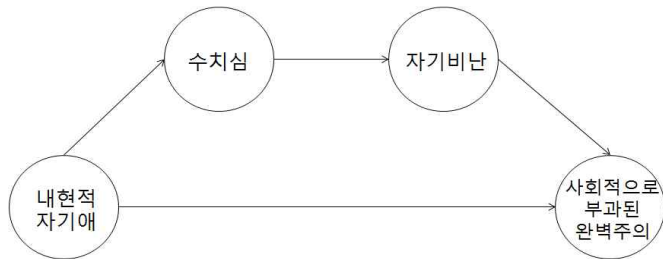 수치심
자기비난
내현적
자기애
사회적으로
부과된
완벽주의